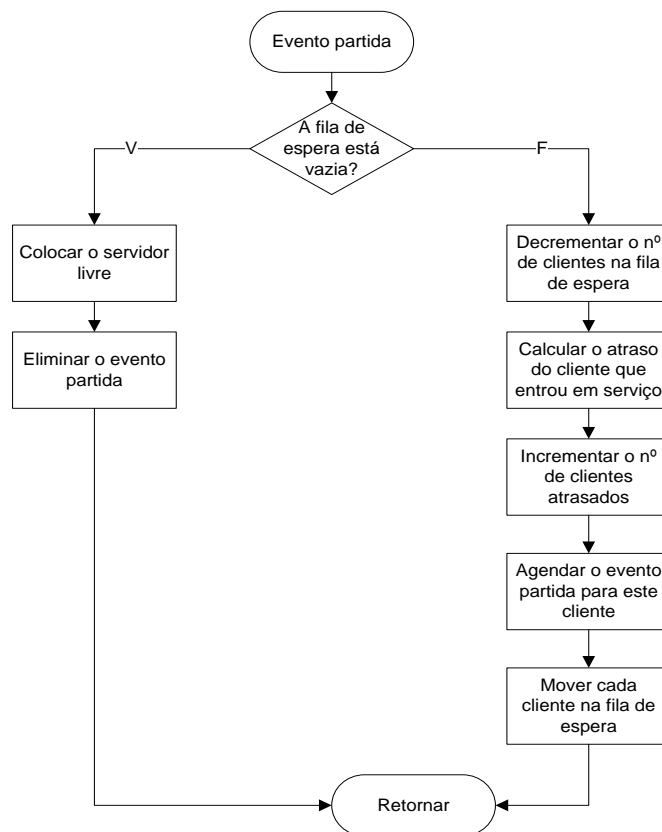 Evento partida
A fila de
espera está
vazia?
V
F
Colocar o servidor
livre
Eliminar o evento
partida
Decrementar o nº
de clientes na fila
de espera
Calcular o atraso
do cliente que
entrou em serviço
Incrementar o nº
de clientes
atrasados
Agendar o evento
partida para este
cliente
Mover cada
cliente na fila de
espera
Retornar